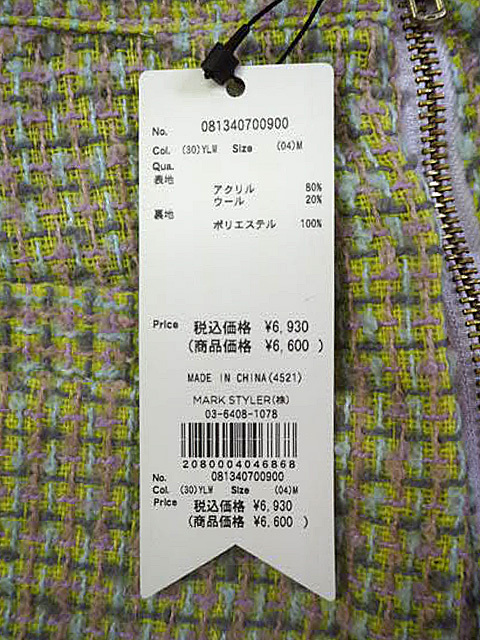 No. 081340700900
Col. (30)YLW Size (04)M
Qua.
表地
アクリル 80%
ウール 20%
裏地
ポリエステル 100%
Price 税込価格 ¥6,930
(商品価格 ¥6,600 )
MADE IN CHINA(4521)
MARK STYLER(株)
03-6408-1078
2080004046868
No. 081340700900
Col. (30)YLW Size (04)M
Price 税込価格 ¥6,930
(商品価格 ¥6,600 )